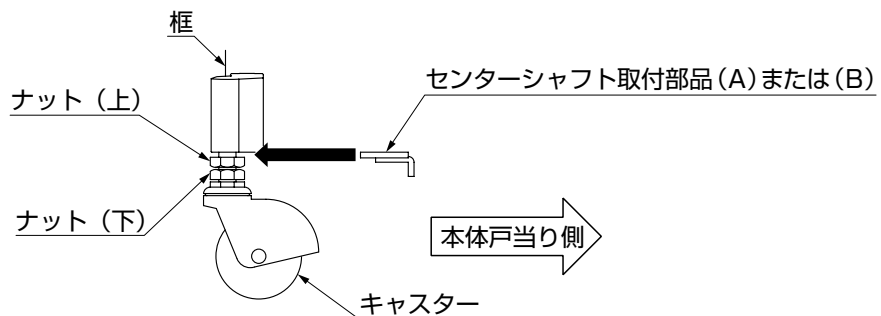 框
センターシャフト取付部品(A)または(B)
ナット（上）
ナット（下）
本体戸当り側
キャスター